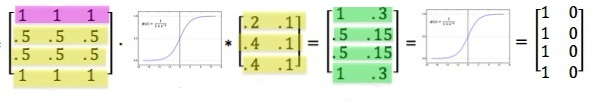 1 1 1 .2 .1 1 .3 1 0
.5 .5 .5 .4 .1 .5 .15 1 0
= · * = = =
.5 .5 .5 .4 .1 .5 .15 1 0
1 1 1 1 .3 1 0